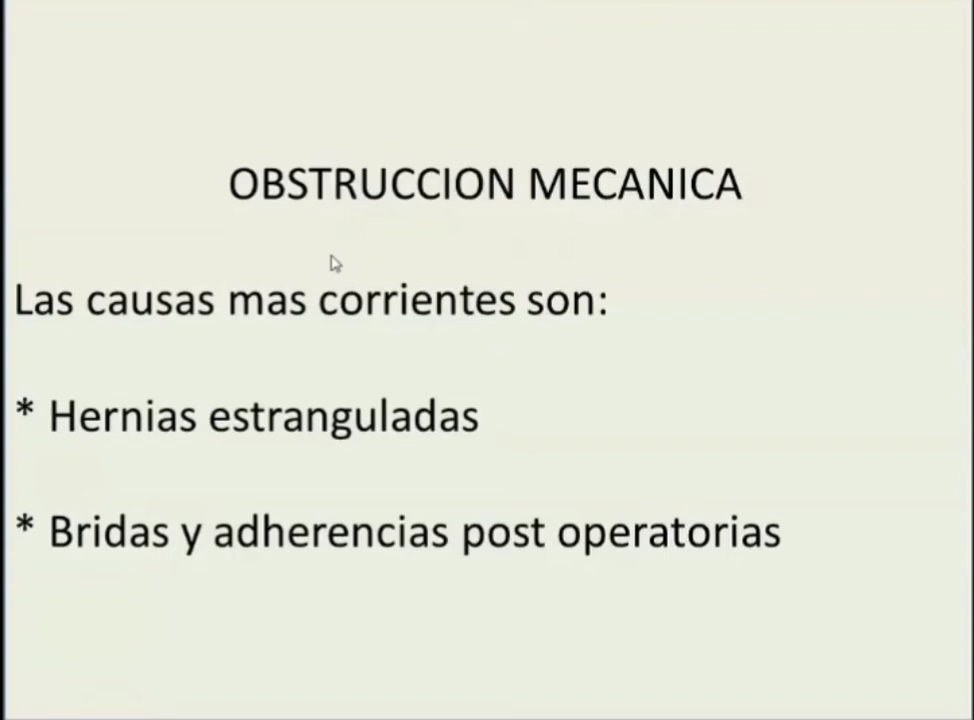 OBSTRUCCION MECANICA
Las causas mas corrientes son:
* Hernias estranguladas
* Bridas y adherencias post operatorias